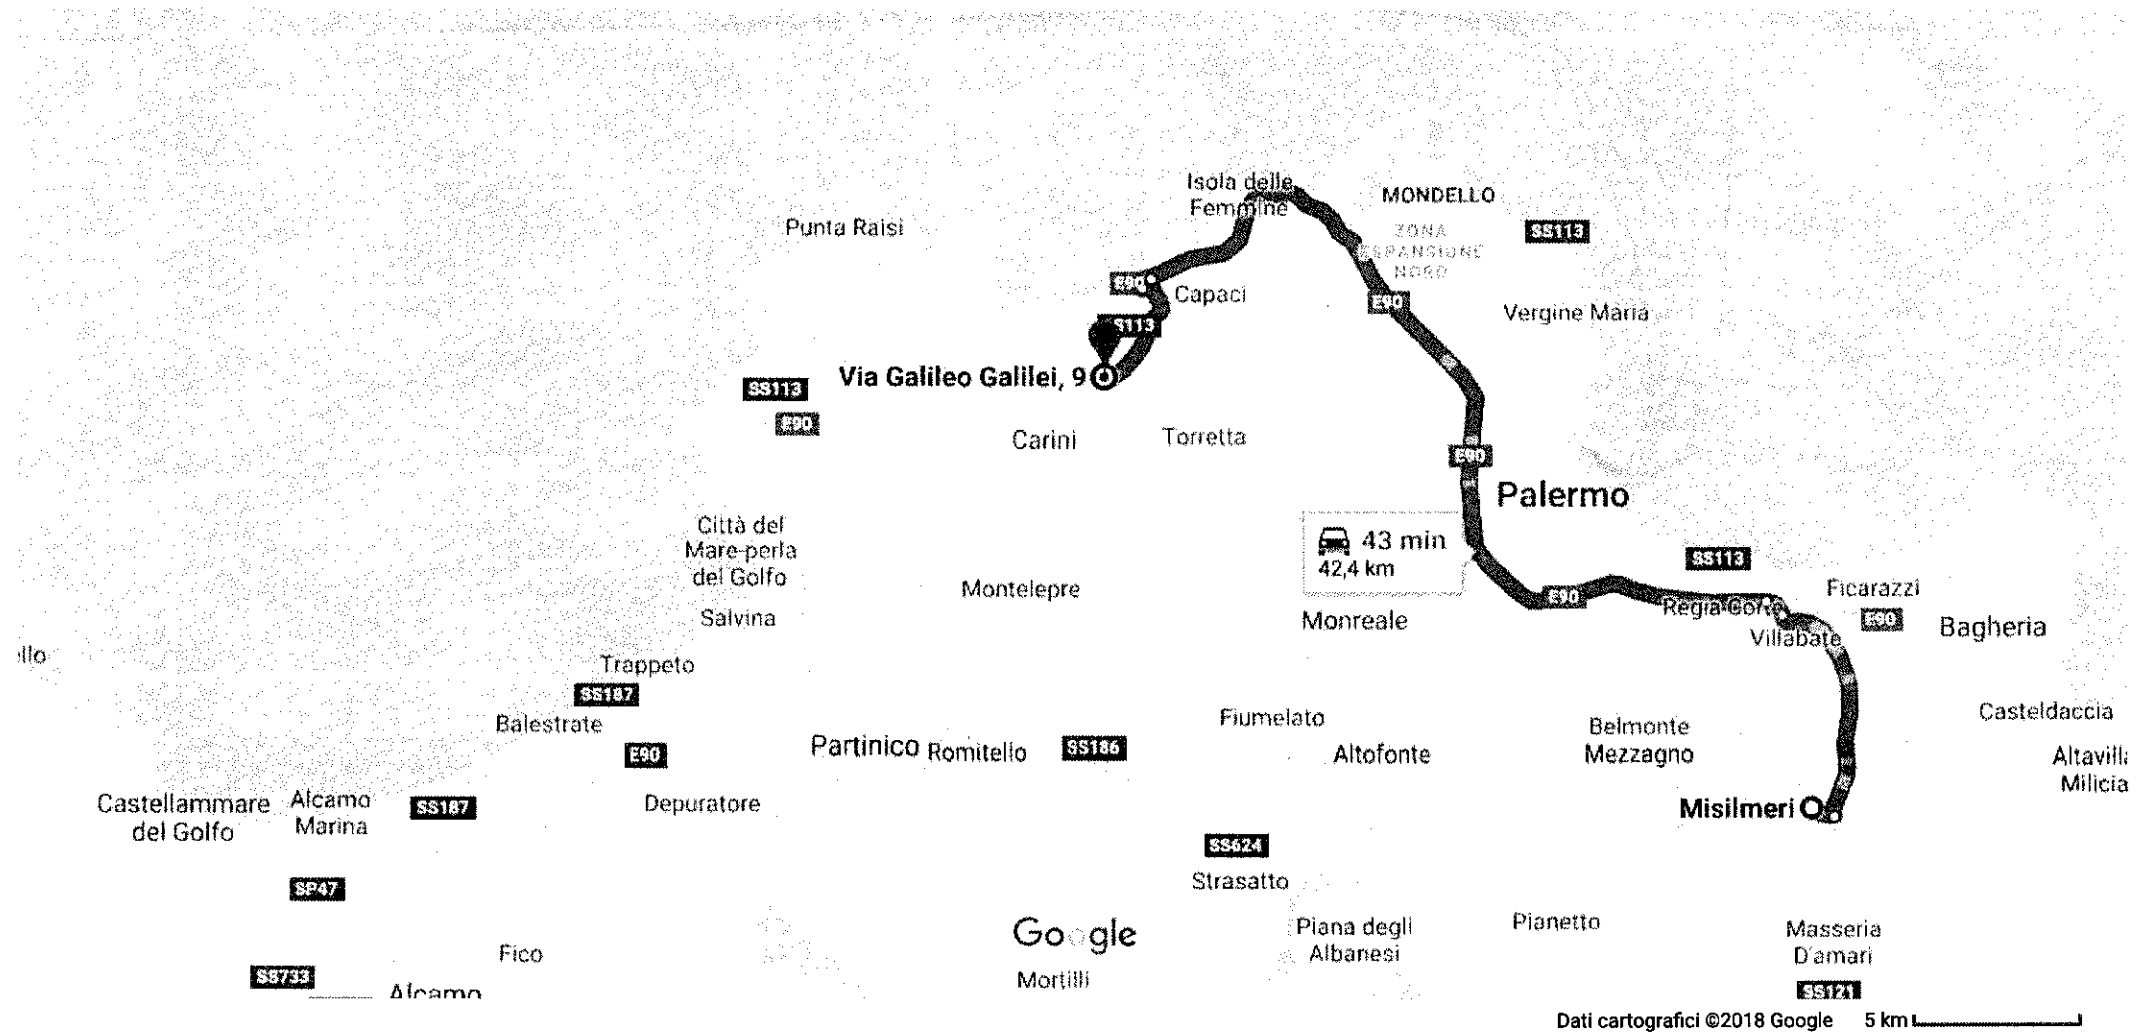 Isola delle
Femmine
MONDELLO
Punta Raisi
ZONA
ESPANSIONE
NORD
SS113
E90
Capaci
E90
Vergine Maria
S113
Via Galileo Galilei, 9
SS113
E90
Carini
Torretta
E90
Palermo
Città del
Mare-perla
del Golfo
43 min
42,4 km
SS113
Montelepre
E90
Ficarazzi
Salvina
Monreale
Regia Corte
E90
Bagheria
Villabate
llo
Trappeto
SS187
Balestrate
Fiumelato
Belmonte
Mezzagno
Casteldaccia
E90
Partinico
Romitello
SS186
Altofonte
Altavilla
Milicia
Castellammare
del Golfo
Alcamo
Marina
SS187
Depuratore
Misilmeri
SS624
Strasatto
SP47
Google
Piana degli
Albanesi
Pianetto
Masseria
D'amari
Fico
SS733
Alcamo
Mortilli
SS121
Dati cartografici ©2018 Google
5 km